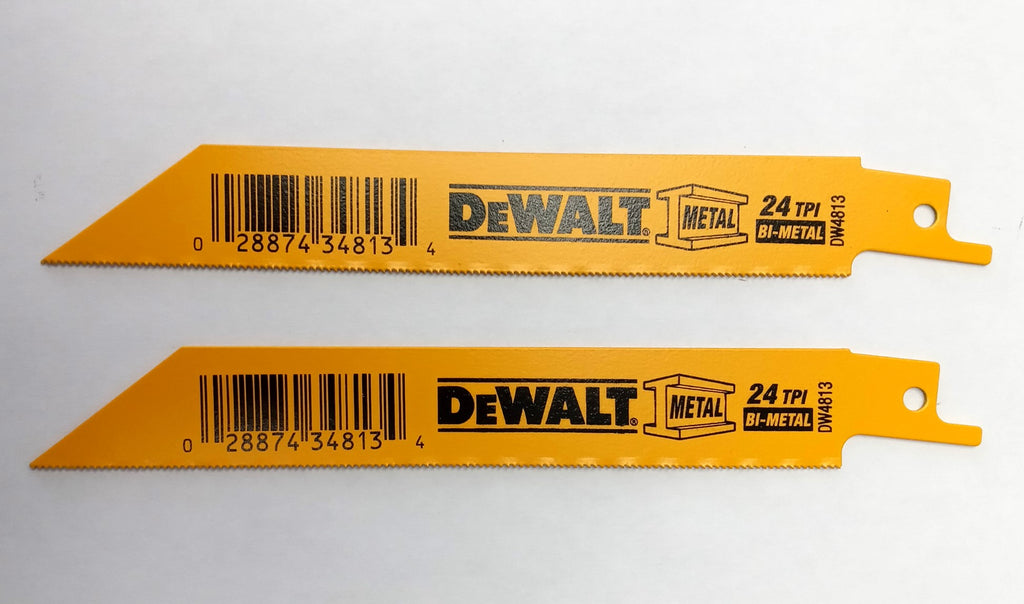 0 28874 34813 4
DEWALT®
METAL
24 TPI
BI-METAL
DW4813
0 28874 34813 4
DEWALT®
METAL
24 TPI
BI-METAL
DW4813